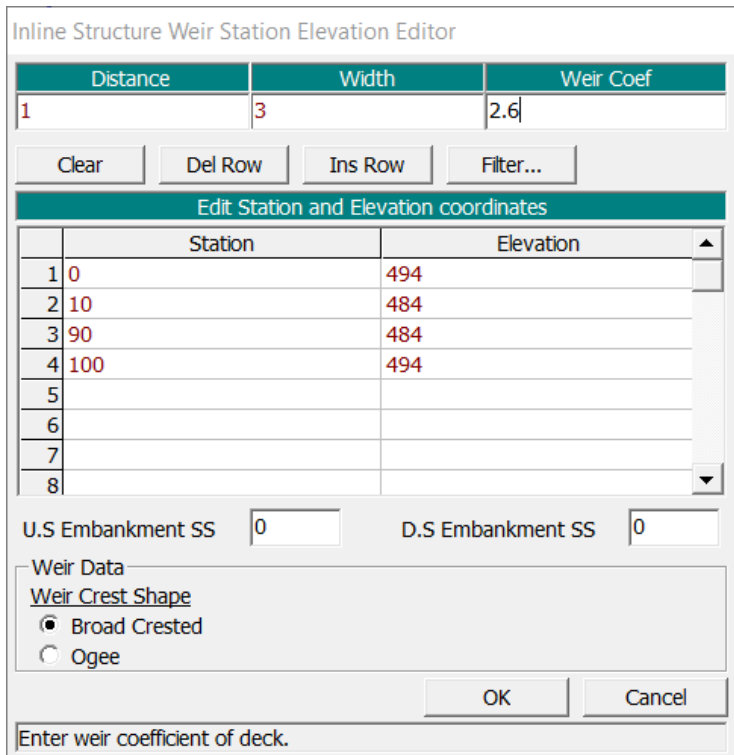 Inline Structure Weir Station Elevation Editor
Distance Width Weir Coef
1 3 2.6
Clear Del Row Ins Row Filter...
Edit Station and Elevation coordinates
Station Elevation
1 0 494
2 10 484
3 90 484
4 100 494
5
6
7
8
U.S Embankment SS 0 D.S Embankment SS 0
Weir Data
Weir Crest Shape
Broad Crested
Ogee
OK Cancel
Enter weir coefficient of deck.